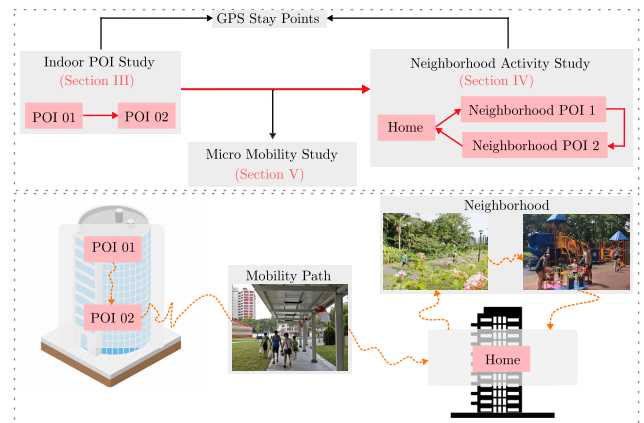 GPS Stay Points
Indoor POI Study
(Section III)
POI 01
POI 02
Neighborhood Activity Study
(Section IV)
Home
Neighborhood POI 1
Neighborhood POI 2
Micro Mobility Study
(Section V)
POI 01
POI 02
Mobility Path
Neighborhood
Home